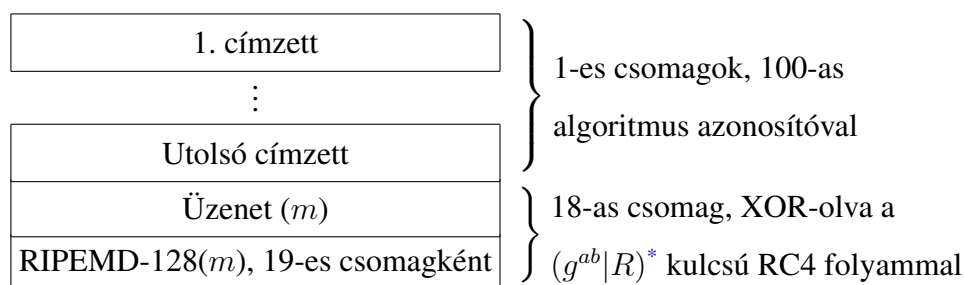 1. címzett
⋮
Utolsó címzett
1-es csomagok, 100-as
algoritmus azonosítóval
Üzenet (m)
RIPEMD-128(m), 19-es csomagként
18-as csomag, XOR-olva a
(g^{ab}|R)^* kulcsú RC4 folyammal